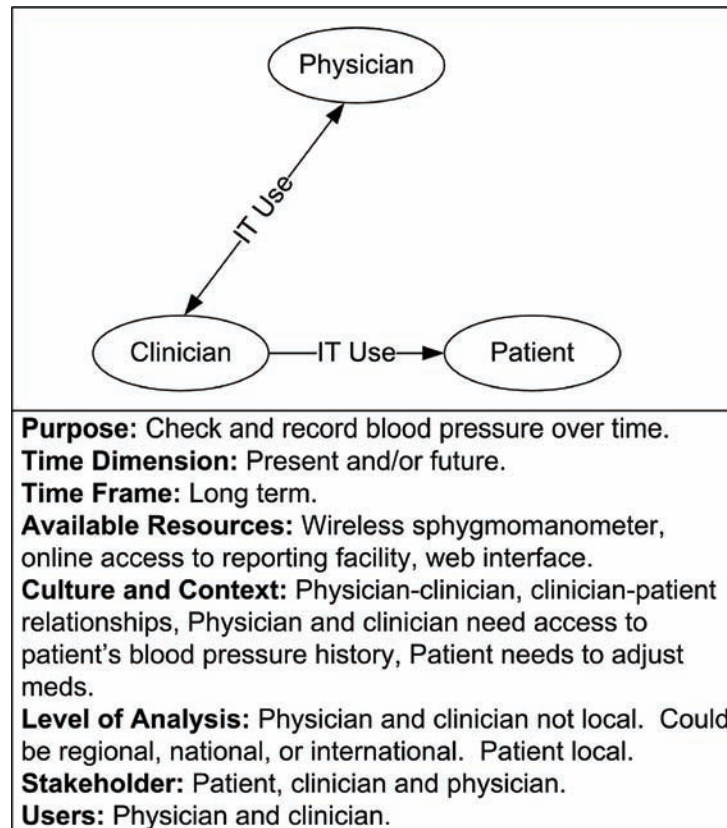 Physician
IT Use
Clinician
IT Use
Patient
Purpose: Check and record blood pressure over time.
Time Dimension: Present and/or future.
Time Frame: Long term.
Available Resources: Wireless sphygmomanometer,
online access to reporting facility, web interface.
Culture and Context: Physician-clinician, clinician-patient
relationships, Physician and clinician need access to
patient's blood pressure history, Patient needs to adjust
meds.
Level of Analysis: Physician and clinician not local. Could
be regional, national, or international. Patient local.
Stakeholder: Patient, clinician and physician.
Users: Physician and clinician.